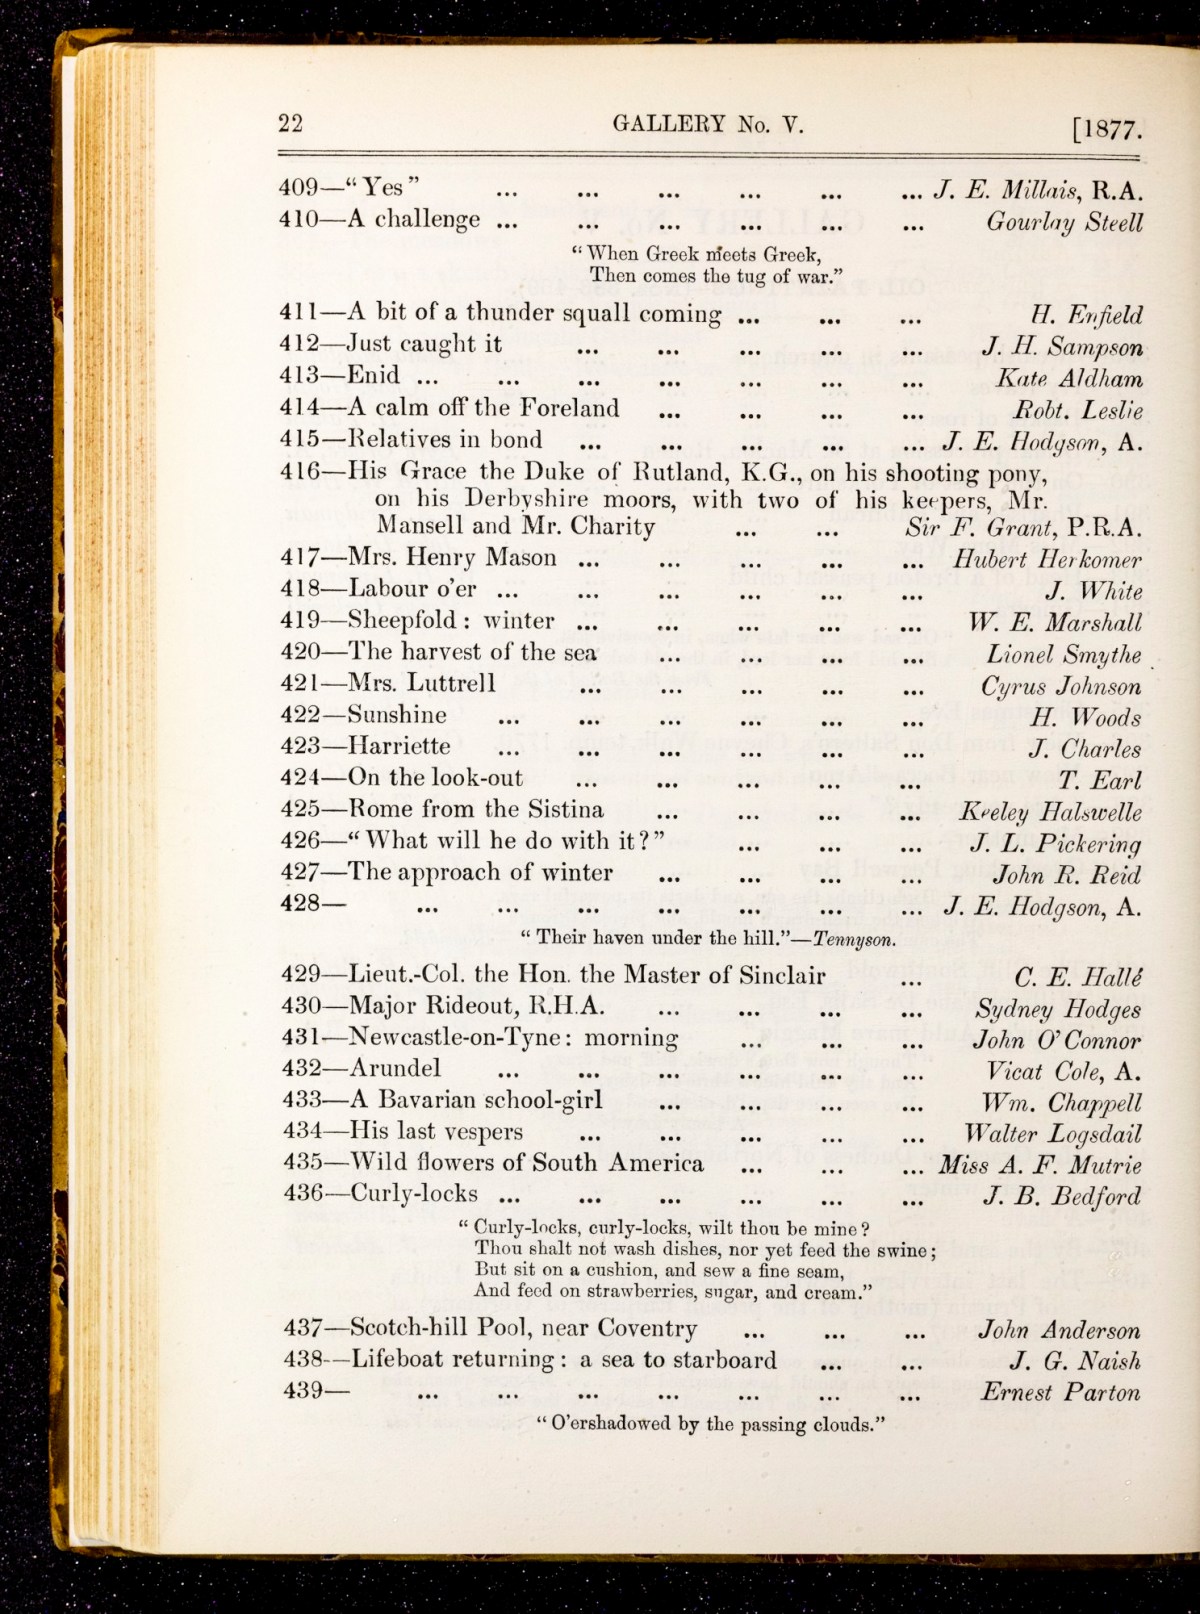 22 GALLERY No. V. [1877.
409—“Yes” ... ... ... ... ... ... J. E. Millais, R.A.
410—A challenge ... ... ... ... ... ... Gourlay Steell
“When Greek meets Greek,
Then comes the tug of war.”
411—A bit of a thunder squall coming ... ... ... H. Enfield
412—Just caught it ... ... ... ... ... J. H. Sampson
413—Enid ... ... ... ... ... ... ... Kate Aldham
414—A calm off the Foreland ... ... ... ... Robt. Leslie
415—Relatives in bond ... ... ... ... ... J. E. Hodgson, A.
416—His Grace the Duke of Rutland, K.G., on his shooting pony,
on his Derbyshire moors, with two of his keepers, Mr.
Mansell and Mr. Charity ... ... Sir F. Grant, P.R.A.
417—Mrs. Henry Mason ... ... ... ... ... Hubert Herkomer
418—Labour o’er ... ... ... ... ... ... J. White
419—Sheepfold : winter ... ... ... ... ... W. E. Marshall
420—The harvest of the sea ... ... ... ... Lionel Smythe
421—Mrs. Luttrell ... ... ... ... ... Cyrus Johnson
422—Sunshine ... ... ... ... ... ... H. Woods
423—Harriette ... ... ... ... ... ... J. Charles
424—On the look-out ... ... ... ... ... T. Earl
425—Rome from the Sistina ... ... ... ... Keeley Halswelle
426—“What will he do with it?” ... ... ... J. L. Pickering
427—The approach of winter ... ... ... ... John R. Reid
428— ... ... ... ... ... ... ... J. E. Hodgson, A.
“Their haven under the hill.”—Tennyson.
429—Lieut.-Col. the Hon. the Master of Sinclair ... C. E. Hallé
430—Major Rideout, R.H.A. ... ... ... ... Sydney Hodges
431—Newcastle-on-Tyne : morning ... ... ... John O’Connor
432—Arundel ... ... ... ... ... ... Vicat Cole, A.
433—A Bavarian school-girl ... ... ... ... Wm. Chappell
434—His last vespers ... ... ... ... ... Walter Logsdail
435—Wild flowers of South America ... ... ... Miss A. F. Mutrie
436—Curly-locks ... ... ... ... ... ... J. B. Bedford
“Curly-locks, curly-locks, wilt thou be mine?
Thou shalt not wash dishes, nor yet feed the swine;
But sit on a cushion, and sew a fine seam,
And feed on strawberries, sugar, and cream.”
437—Scotch-hill Pool, near Coventry ... ... ... John Anderson
438—Lifeboat returning : a sea to starboard ... ... J. G. Naish
439— ... ... ... ... ... ... ... Ernest Parton
“O’ershadowed by the passing clouds.”